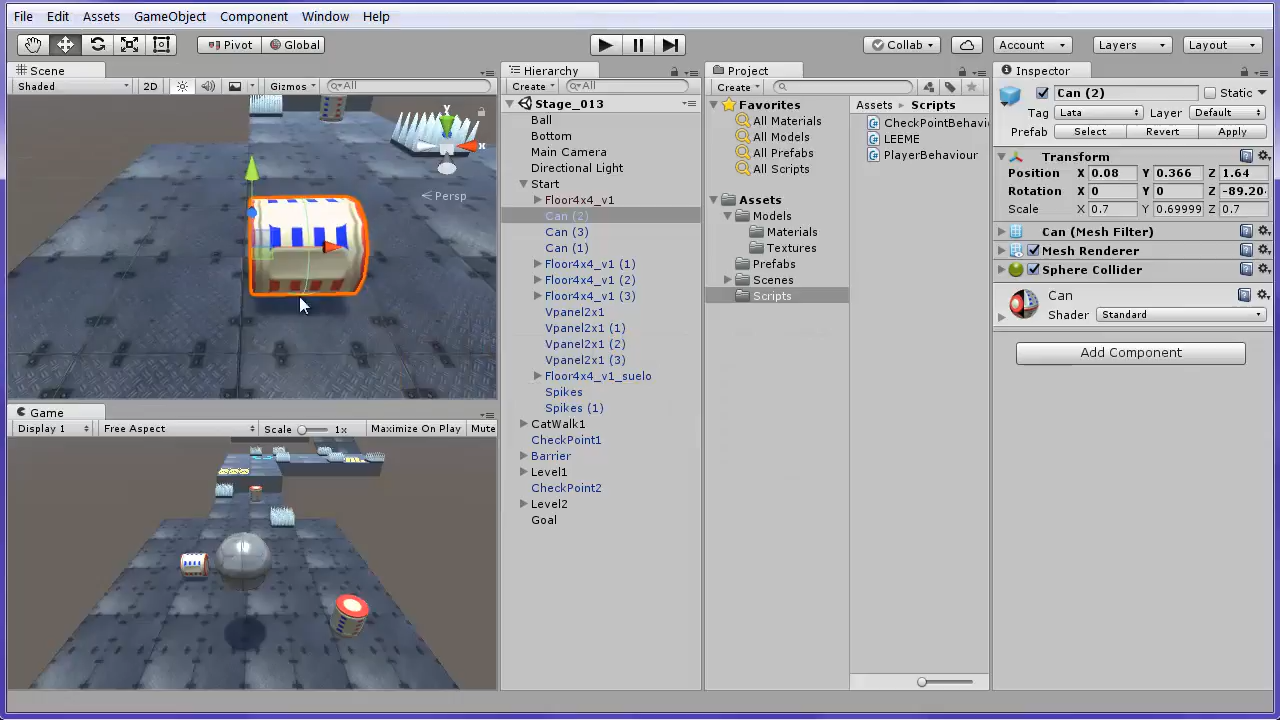 File Edit Assets GameObject Component Window Help
Pivot Global Collab Account Layers Layout
Scene
Shaded 2D Gizmos All
y x Persp
Game
Display 1 Free Aspect Scale 1x Maximize On Play Mute
Hierarchy
Create All
Stage_013
Ball
Bottom
Main Camera
Directional Light
Start
Floor4x4_v1
Can (2)
Can (3)
Can (1)
Floor4x4_v1 (1)
Floor4x4_v1 (2)
Floor4x4_v1 (3)
Vpanel2x1
Vpanel2x1 (1)
Vpanel2x1 (2)
Vpanel2x1 (3)
Floor4x4_v1_suelo
Spikes
Spikes (1)
CatWalk1
CheckPoint1
Barrier
Level1
CheckPoint2
Level2
Goal
Project
Create
Favorites
All Materials
All Models
All Prefabs
All Scripts
Assets
Models
Materials
Textures
Prefabs
Scenes
Scripts
Assets Scripts
CheckPointBehavi
LEEME
PlayerBehaviour
Inspector
Can (2) Static
Tag Lata Layer Default
Prefab Select Revert Apply
Transform
Position X 0.08 Y 0.366 Z 1.64
Rotation X 0 Y 0 Z -89.20
Scale X 0.7 Y 0.69999 Z 0.7
Can (Mesh Filter)
Mesh Renderer
Sphere Collider
Can
Shader Standard
Add Component